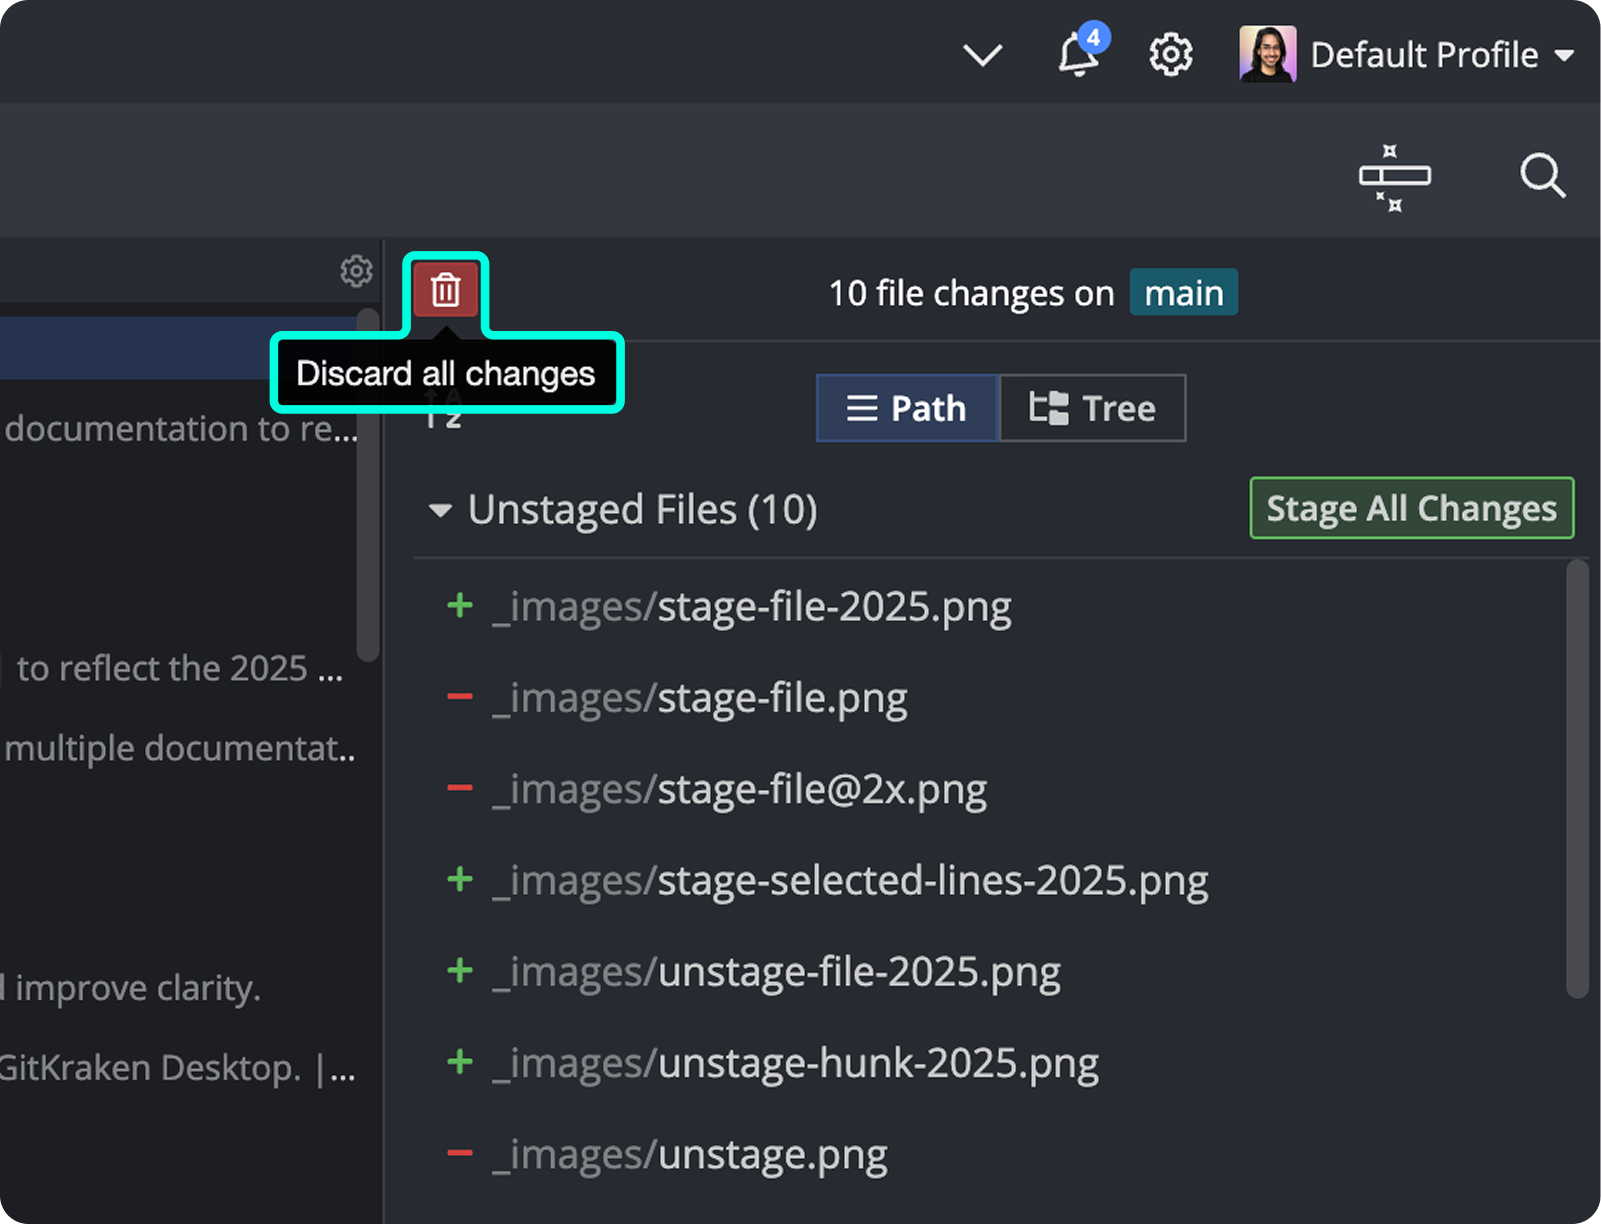 4
Default Profile
10 file changes on main
Discard all changes
AZ
Path
Tree
Unstaged Files (10)
Stage All Changes
_images/stage-file-2025.png
_images/stage-file.png
_images/stage-file@2x.png
_images/stage-selected-lines-2025.png
_images/unstage-file-2025.png
_images/unstage-hunk-2025.png
_images/unstage.png
documentation to re...
to reflect the 2025 ...
multiple documentat..
improve clarity.
GitKraken Desktop. |...